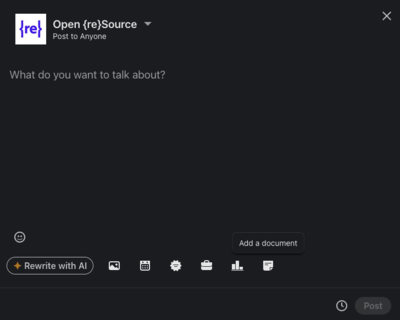 {re}
Open {re}Source
Post to Anyone
What do you want to talk about?
Add a document
Rewrite with AI
Post